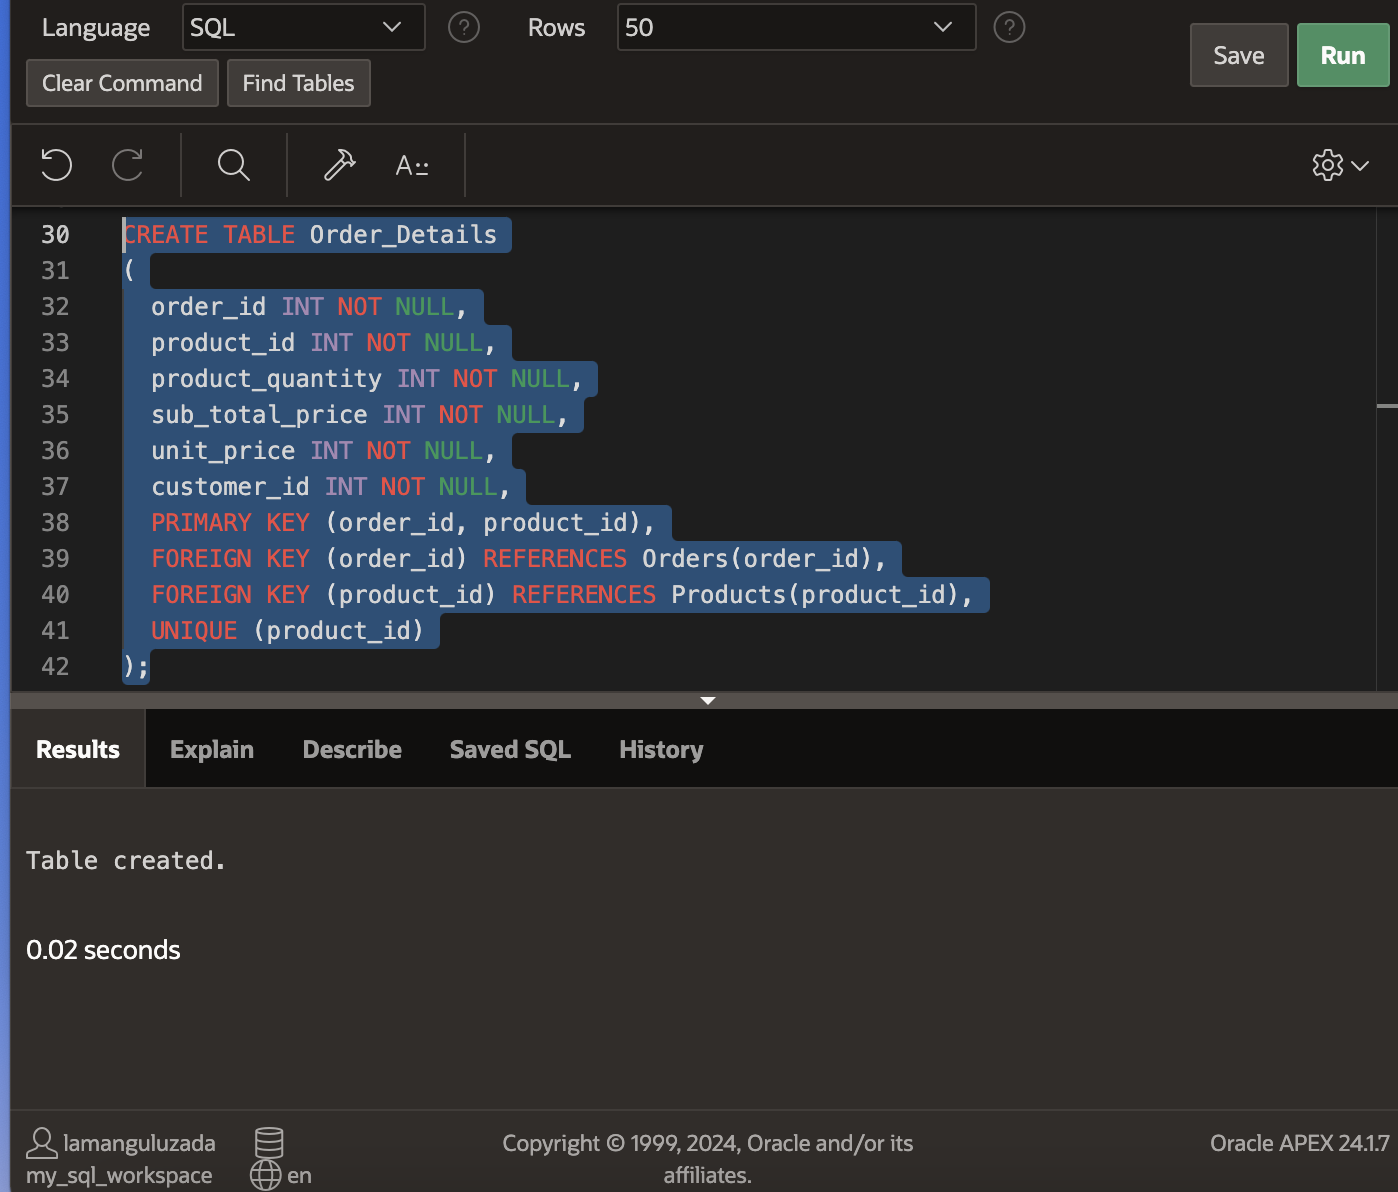 Language SQL ? Rows 50 ?
Save Run
Clear Command Find Tables
A::
30 CREATE TABLE Order_Details
31 (
32 order_id INT NOT NULL,
33 product_id INT NOT NULL,
34 product_quantity INT NOT NULL,
35 sub_total_price INT NOT NULL,
36 unit_price INT NOT NULL,
37 customer_id INT NOT NULL,
38 PRIMARY KEY (order_id, product_id),
39 FOREIGN KEY (order_id) REFERENCES Orders(order_id),
40 FOREIGN KEY (product_id) REFERENCES Products(product_id),
41 UNIQUE (product_id)
42 );
Results Explain Describe Saved SQL History
Table created.
0.02 seconds
lamanguluzada
my_sql_workspace
en
Copyright © 1999, 2024, Oracle and/or its
affiliates.
Oracle APEX 24.1.7